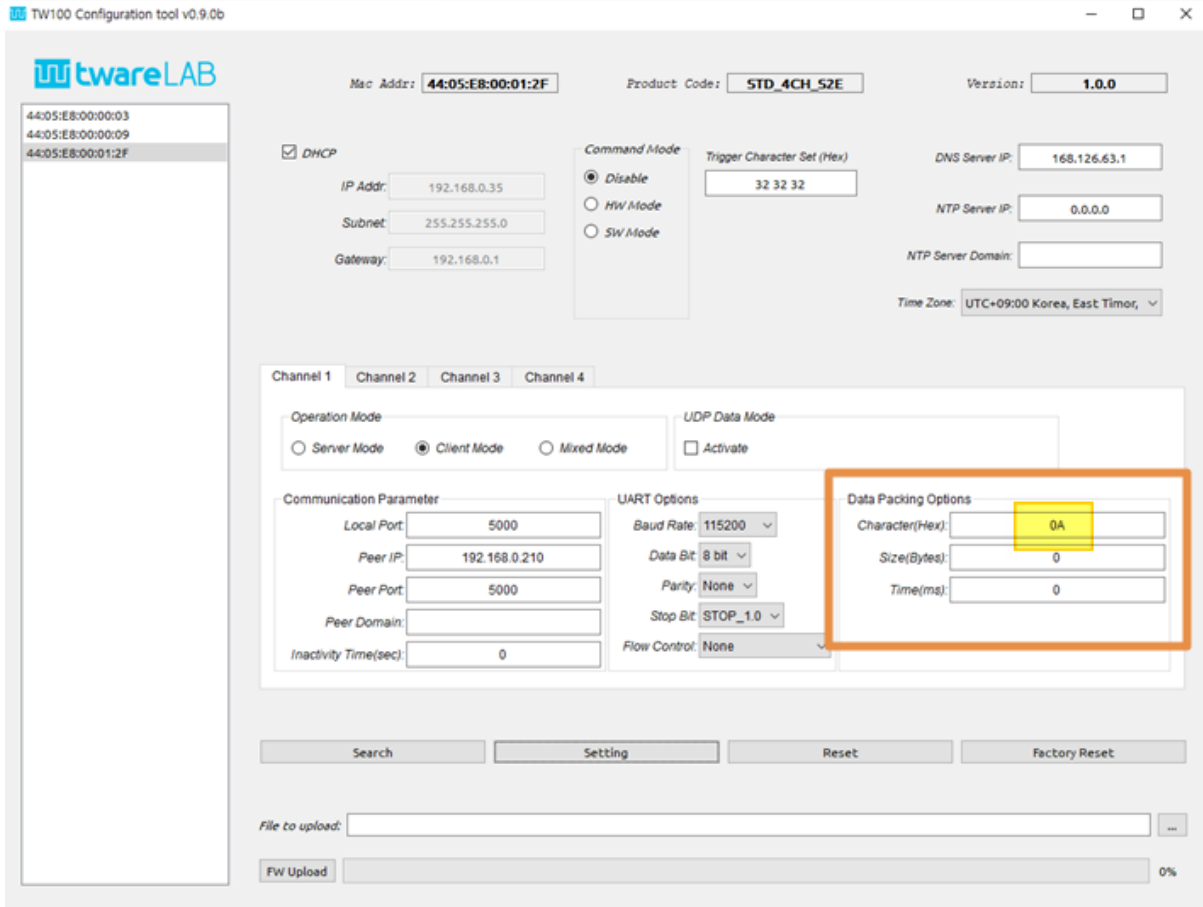 TW100 Configuration tool v0.9.0b
twareLAB
44:05:E8:00:00:03
44:05:E8:00:00:09
44:05:E8:00:01:2F
Mac Addr: 44:05:E8:00:01:2F Product Code: STD_4CH_S2E Version: 1.0.0
DHCP
IP Addr: 192.168.0.35
Subnet: 255.255.255.0
Gateway: 192.168.0.1
Command Mode
Disable
HW Mode
SW Mode
Trigger Character Set (Hex)
32 32 32
DNS Server IP: 168.126.63.1
NTP Server IP: 0.0.0.0
NTP Server Domain:
Time Zone: UTC+09:00 Korea, East Timor,
Channel 1 Channel 2 Channel 3 Channel 4
Operation Mode
Server Mode Client Mode Mixed Mode
UDP Data Mode
Activate
Communication Parameter
Local Port: 5000
Peer IP: 192.168.0.210
Peer Port: 5000
Peer Domain:
Inactivity Time(sec): 0
UART Options
Baud Rate: 115200
Data Bit: 8 bit
Parity: None
Stop Bit: STOP_1.0
Flow Control: None
Data Packing Options
Character(Hex): 0A
Size(Bytes): 0
Time(ms): 0
Search Setting Reset Factory Reset
File to upload: ...
FW Upload 0%